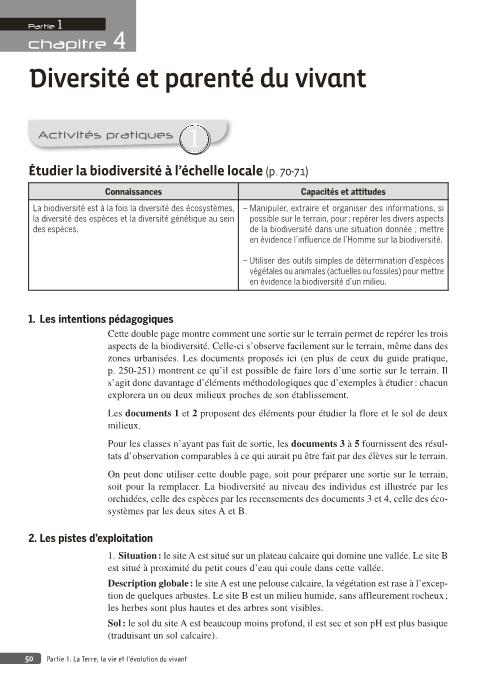 Partie 1
chapitre 4
Diversité et parenté du vivant
Activités pratiques 1
Étudier la biodiversité à l'échelle locale (p. 70-71)
Connaissances
Capacités et attitudes
La biodiversité est à la fois la diversité des écosystèmes,
la diversité des espèces et la diversité génétique au sein
des espèces.
– Manipuler, extraire et organiser des informations, si
possible sur le terrain, pour : repérer les divers aspects
de la biodiversité dans une situation donnée ; mettre
en évidence l'influence de l'Homme sur la biodiversité.
– Utiliser des outils simples de détermination d'espèces
végétales ou animales (actuelles ou fossiles) pour mettre
en évidence la biodiversité d'un milieu.
1. Les intentions pédagogiques
Cette double page montre comment une sortie sur le terrain permet de repérer les trois
aspects de la biodiversité. Celle-ci s'observe facilement sur le terrain, même dans des
zones urbanisées. Les documents proposés ici (en plus de ceux du guide pratique,
p. 250-251) montrent ce qu'il est possible de faire lors d'une sortie sur le terrain. Il
s'agit donc davantage d'éléments méthodologiques que d'exemples à étudier : chacun
explorera un ou deux milieux proches de son établissement.
Les documents 1 et 2 proposent des éléments pour étudier la flore et le sol de deux
milieux.
Pour les classes n'ayant pas fait de sortie, les documents 3 à 5 fournissent des résul-
tats d'observation comparables à ce qui aurait pu être fait par des élèves sur le terrain.
On peut donc utiliser cette double page, soit pour préparer une sortie sur le terrain,
soit pour la remplacer. La biodiversité au niveau des individus est illustrée par les
orchidées, celle des espèces par les recensements des documents 3 et 4, celle des éco-
systèmes par les deux sites A et B.
2. Les pistes d'exploitation
1. Situation : le site A est situé sur un plateau calcaire qui domine une vallée. Le site B
est situé à proximité du petit cours d'eau qui coule dans cette vallée.
Description globale : le site A est une pelouse calcaire, la végétation est rase à l'excep-
tion de quelques arbustes. Le site B est un milieu humide, sans affleurement rocheux ;
les herbes sont plus hautes et des arbres sont visibles.
Sol : le sol du site A est beaucoup moins profond, il est sec et son pH est plus basique
(traduisant un sol calcaire).
50 Partie 1. La Terre, la vie et l'évolution du vivant